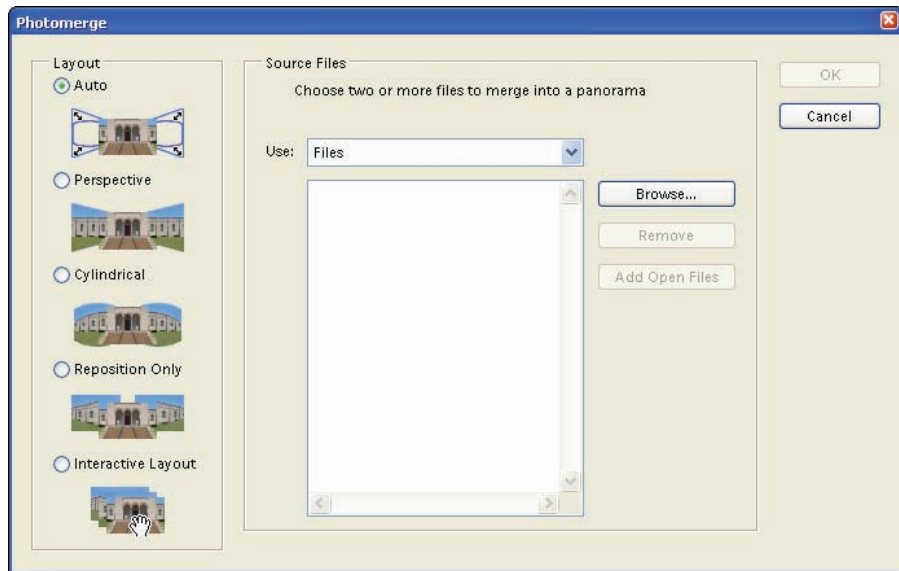 Photomerge
Layout
Auto
Perspective
Cylindrical
Reposition Only
Interactive Layout
Source Files
Choose two or more files to merge into a panorama
Use: Files
Browse...
Remove
Add Open Files
OK
Cancel